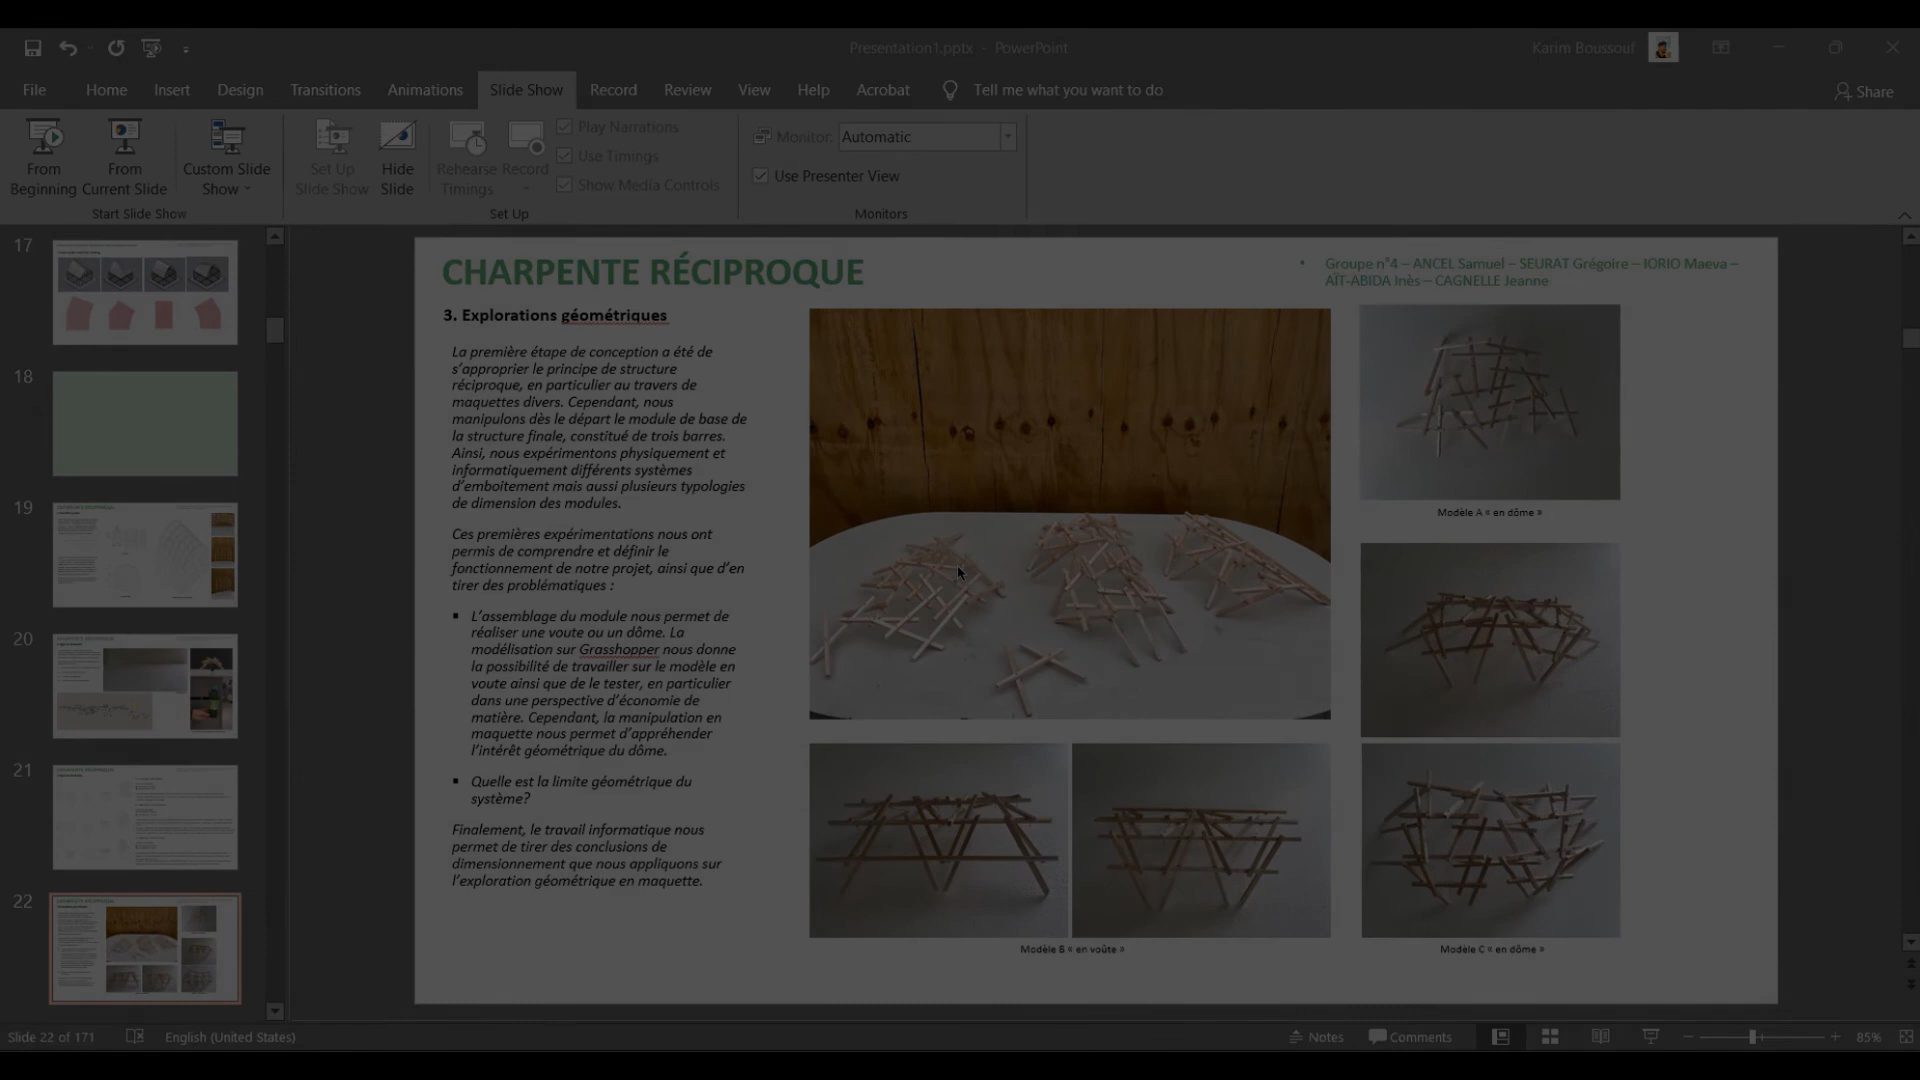 Presentation1.pptx - PowerPoint
Karim Boussouf
File Home Insert Design Transitions Animations Slide Show Record Review View Help Acrobat Tell me what you want to do
Share
From Beginning
From Current Slide
Custom Slide Show
Set Up Slide Show
Hide Slide
Rehearse Timings
Record
Play Narrations
Use Timings
Show Media Controls
Monitor: Automatic
Use Presenter View
Start Slide Show
Set Up
Monitors
17
18
19
20
21
22
CHARPENTE RÉCIPROQUE
• Groupe n°4 – ANCEL Samuel – SEURAT Grégoire – IORIO Maeva –
AÏT-ABIDA Inès – CAGNELLE Jeanne
3. Explorations géométriques
La première étape de conception a été de
s’approprier le principe de structure
réciproque, en particulier au travers de
maquettes divers. Cependant, nous
manipulons dès le départ le module de base de
la structure finale, constitué de trois barres.
Ainsi, nous expérimentons physiquement et
informatiquement différents systèmes
d’emboitement mais aussi plusieurs typologies
de dimension des modules.
Ces premières expérimentations nous ont
permis de comprendre et définir le
fonctionnement de notre projet, ainsi que d’en
tirer des problématiques :
▪ L’assemblage du module nous permet de
réaliser une voute ou un dôme. La
modélisation sur Grasshopper nous donne
la possibilité de travailler sur le modèle en
voute ainsi que de le tester, en particulier
dans une perspective d’économie de
matière. Cependant, la manipulation en
maquette nous permet d’appréhender
l’intérêt géométrique du dôme.
▪ Quelle est la limite géométrique du
système?
Finalement, le travail informatique nous
permet de tirer des conclusions de
dimensionnement que nous appliquons sur
l’exploration géométrique en maquette.
Modèle A « en dôme »
Modèle B « en voûte »
Modèle C « en dôme »
Slide 22 of 171
English (United States)
Notes
Comments
85%